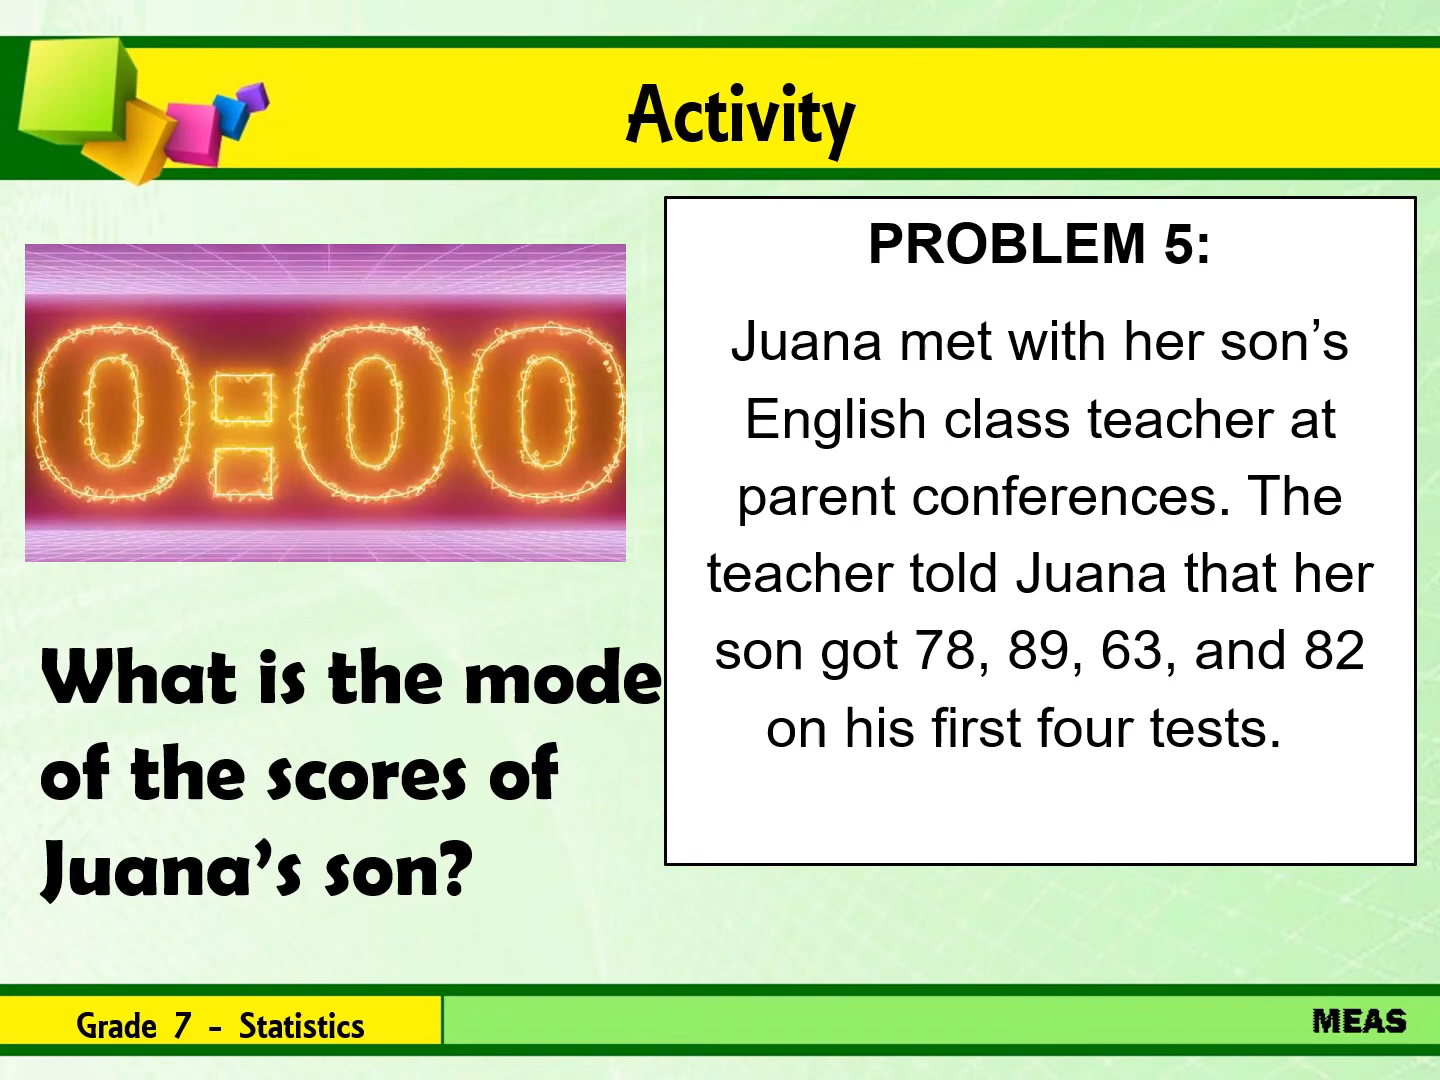 Activity
0:00
What is the mode
of the scores of
Juana’s son?
PROBLEM 5:
Juana met with her son’s
English class teacher at
parent conferences. The
teacher told Juana that her
son got 78, 89, 63, and 82
on his first four tests.
Grade 7 - Statistics
MEAS